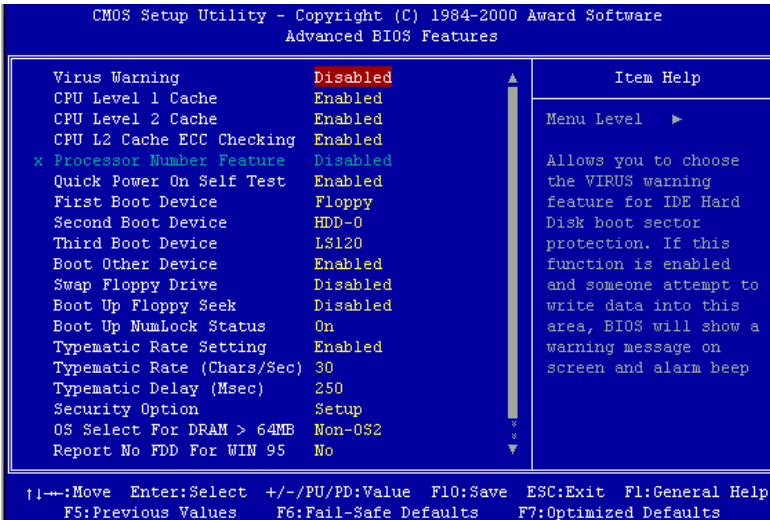 CMOS Setup Utility - Copyright (C) 1984-2000 Award Software
Advanced BIOS Features
Virus Warning Disabled
CPU Level 1 Cache Enabled
CPU Level 2 Cache Enabled
CPU L2 Cache ECC Checking Enabled
x Processor Number Feature Disabled
Quick Power On Self Test Enabled
First Boot Device Floppy
Second Boot Device HDD-0
Third Boot Device LS120
Boot Other Device Enabled
Swap Floppy Drive Disabled
Boot Up Floppy Seek Disabled
Boot Up NumLock Status On
Typematic Rate Setting Enabled
Typematic Rate (Chars/Sec) 30
Typematic Delay (Msec) 250
Security Option Setup
OS Select For DRAM > 64MB Non-OS2
Report No FDD For WIN 95 No
Item Help
Menu Level ►
Allows you to choose
the VIRUS warning
feature for IDE Hard
Disk boot sector
protection. If this
function is enabled
and someone attempt to
write data into this
area, BIOS will show a
warning message on
screen and alarm beep
↑↓→←:Move Enter:Select +/-/PU/PD:Value F10:Save ESC:Exit F1:General Help
F5:Previous Values F6:Fail-Safe Defaults F7:Optimized Defaults